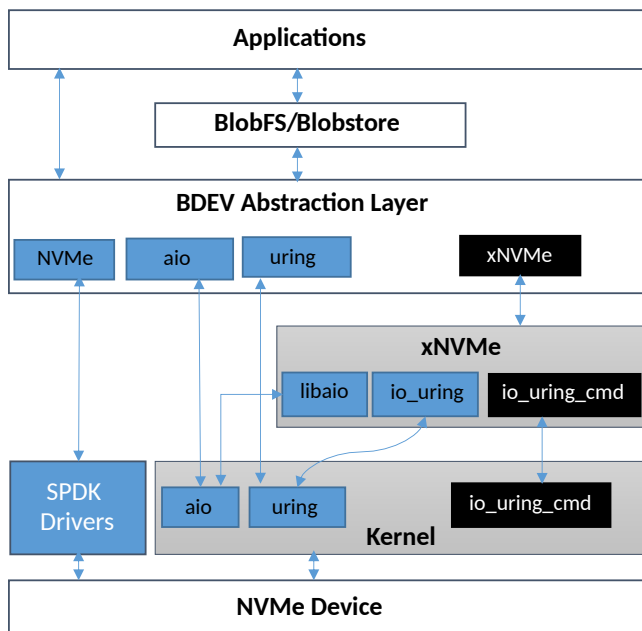 Applications
BlobFS/Blobstore
BDEV Abstraction Layer
NVMe
aio
uring
xNVMe
xNVMe
libaio
io_uring
io_uring_cmd
SPDK
Drivers
aio
uring
io_uring_cmd
Kernel
NVMe Device